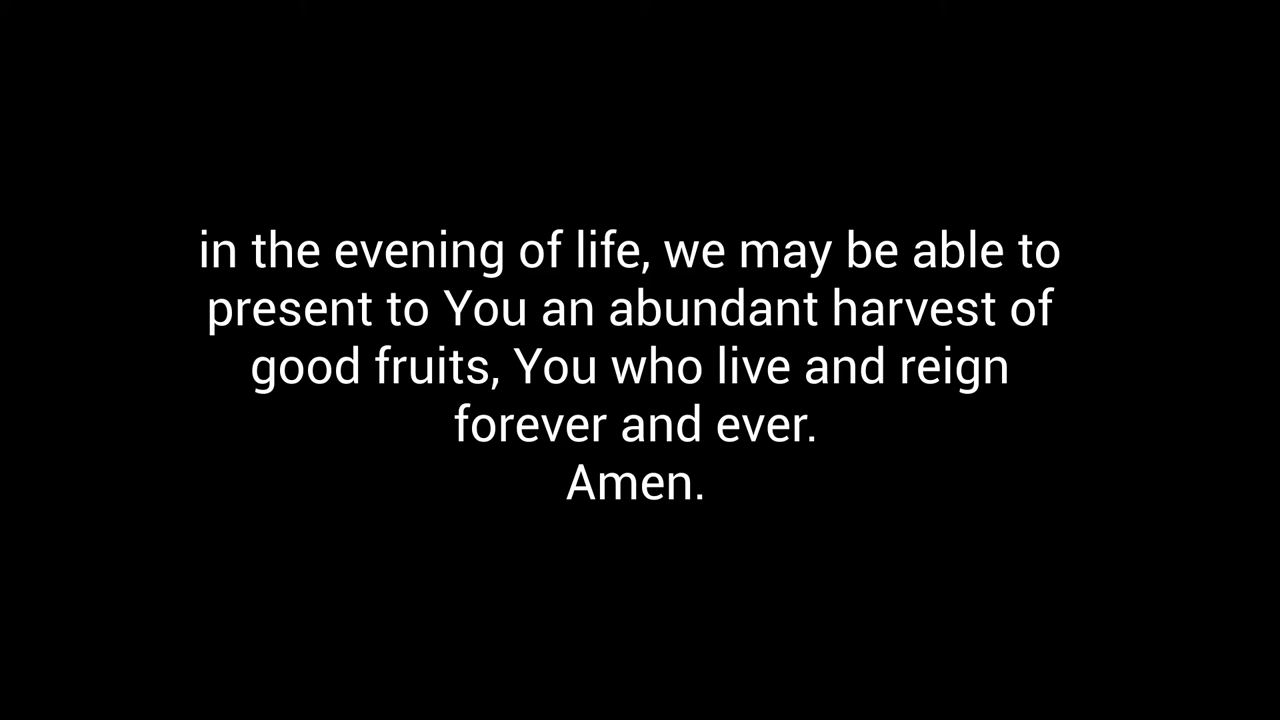 in the evening of life, we may be able to
present to You an abundant harvest of
good fruits, You who live and reign
forever and ever.
Amen.